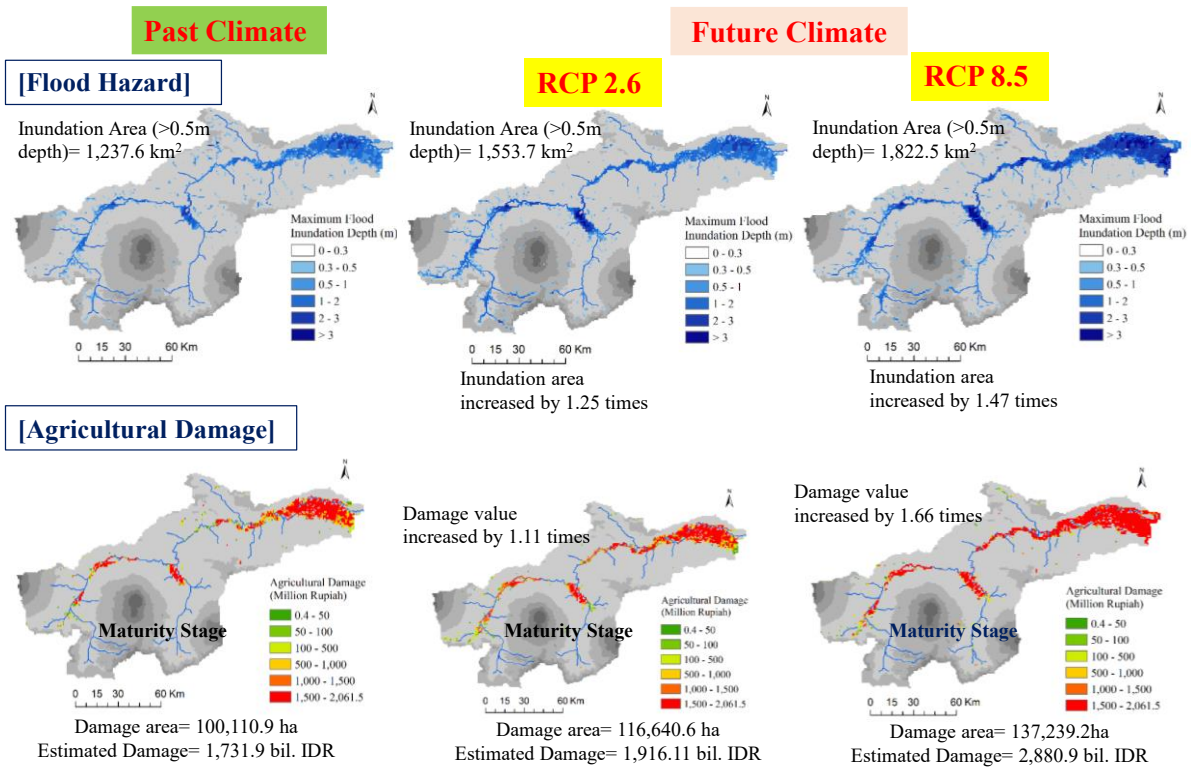 Past Climate
Future Climate
[Flood Hazard]
RCP 2.6
RCP 8.5
N
Inundation Area (>0.5m
depth)= 1,237.6 km²
Maximum Flood
Inundation Depth (m)
0 - 0.3
0.3 - 0.5
0.5 - 1
1 - 2
2 - 3
> 3
0 15 30 60 Km
N
Inundation Area (>0.5m
depth)= 1,553.7 km²
Maximum Flood
Inundation Depth (m)
0 - 0.3
0.3 - 0.5
0.5 - 1
1 - 2
2 - 3
> 3
0 15 30 60 Km
Inundation area
increased by 1.25 times
N
Inundation Area (>0.5m
depth)= 1,822.5 km²
Maximum Flood
Inundation Depth (m)
0 - 0.3
0.3 - 0.5
0.5 - 1
1 - 2
2 - 3
> 3
0 15 30 60 Km
Inundation area
increased by 1.47 times
[Agricultural Damage]
N
Agricultural Damage
(Million Rupiah)
0.4 - 50
50 - 100
100 - 500
500 - 1,000
1,000 - 1,500
1,500 - 2,061.5
Maturity Stage
0 15 30 60 Km
Damage area= 100,110.9 ha
Estimated Damage= 1,731.9 bil. IDR
N
Damage value
increased by 1.11 times
Agricultural Damage
(Million Rupiah)
0.4 - 50
50 - 100
100 - 500
500 - 1,000
1,000 - 1,500
1,500 - 2,061.5
Maturity Stage
0 15 30 60 Km
Damage area= 116,640.6 ha
Estimated Damage= 1,916.11 bil. IDR
N
Damage value
increased by 1.66 times
Agricultural Damage
(Million Rupiah)
0.4 - 50
50 - 100
100 - 500
500 - 1,000
1,000 - 1,500
1,500 - 2,061.5
Maturity Stage
0 15 30 60 Km
Damage area= 137,239.2ha
Estimated Damage= 2,880.9 bil. IDR